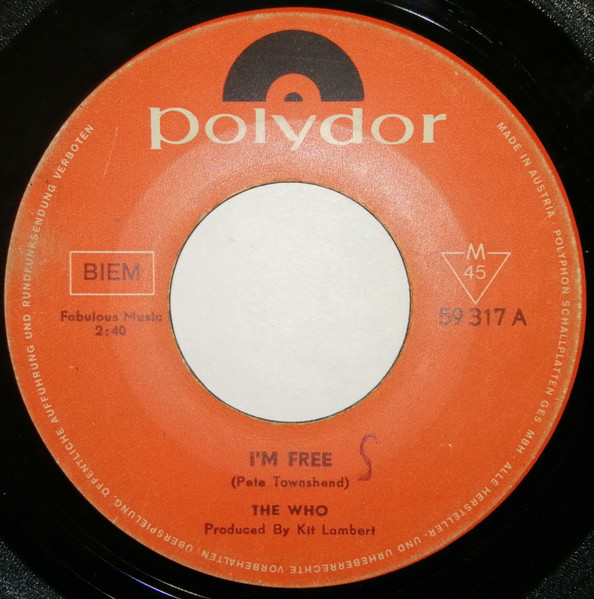 polydor
BIEM
Fabulous Music
2:40
M
45
59 317 A
I'M FREE
(Pete Townshend)
S
THE WHO
Produced By Kit Lambert
MADE IN AUSTRIA. POLYPHON SCHALLPLATTEN GES. MBH. ALLE HERSTELLER- UND URHEBERRECHTE VORBEHALTEN. ÜBERSPIELUNG, ÖFFENTLICHE AUFFÜHRUNG UND RUNDFUNKSENDUNG VERBOTEN